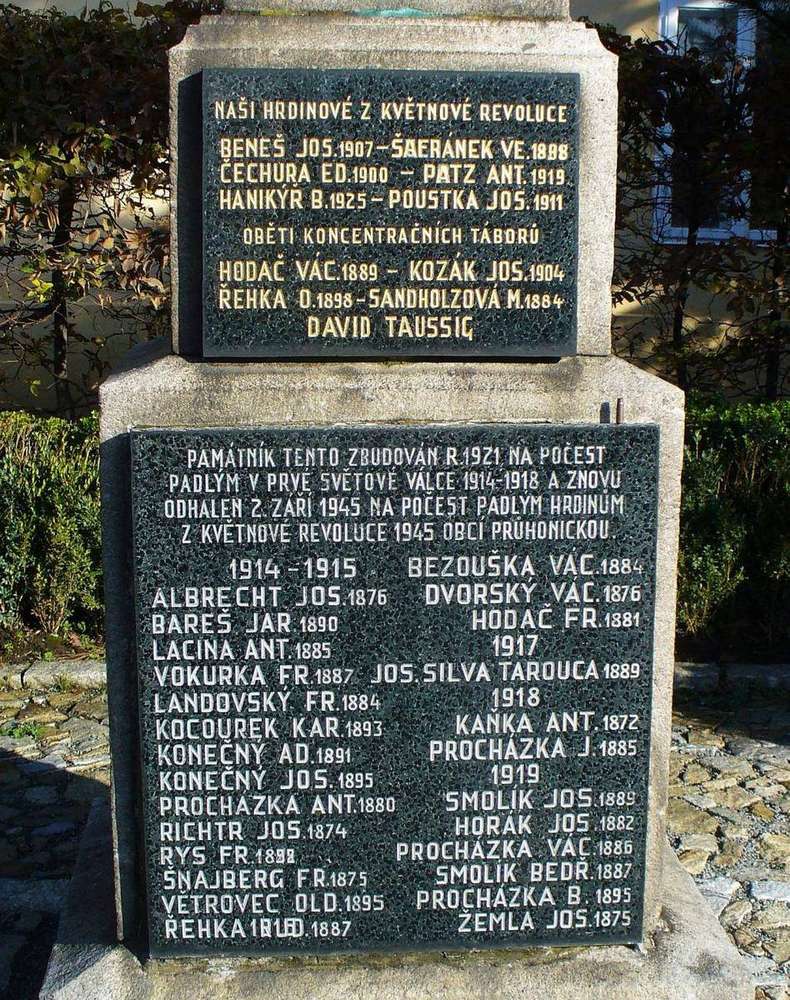 NAŠI HRDINOVÉ Z KVĚTNOVÉ REVOLUCE
BENEŠ JOS.1907-ŠAFRÁNEK VE.1888
ČECHURA ED.1900 - PATZ ANT.1919
HANIKÝŘ B.1925-POUSTKA JOS.1911
OBĚTI KONCENTRAČNÍCH TÁBORŮ
HODAČ VÁC.1889 - KOZÁK JOS.1904
ŘEHKA O.1898-SANDHOLZOVÁ M.1884
DAVID TAUSSIG
PAMÁTNÍK TENTO ZBUDOVÁN R.1921 NA POČEST
PADLÝM V PRVÉ SVĚTOVÉ VÁLCE 1914-1918 A ZNOVU
ODHALEN 2. ZÁŘÍ 1945 NA POČEST PADLÝM HRDINŮM
Z KVĚTNOVÉ REVOLUCE 1945 OBCÍ PRŮHONICKOU.
1914-1915
ALBRECHT JOS.1876
BAREŠ JAR 1890
LACINA ANT.1885
VOKURKA FR.1887
LANDOVSKÝ FR.1884
KOCOUREK KAR.1893
KONEČNÝ AD.1891
KONEČNÝ JOS.1895
PROCHÁZKA ANT.1880
RICHTR JOS.1874
RYS FR.
ŠNAJBERG FR.1875
VĚTROVEC OLD.1895
ŘEHKA 1887
BEZOUŠKA VÁC.1884
DVORSKÝ VÁC.1876
HODAČ FR.1881
1917
JOS.SILVA TAROUCA 1889
1918
KAŇKA ANT.1872
PROCHÁZKA J.1885
1919
SMOLÍK JOS.1889
HORÁK JOS.1882
PROCHÁZKA VÁC.1886
SMOLÍK BEDŘ.1887
PROCHÁZKA B.1895
ŽEMLA JOS.1875